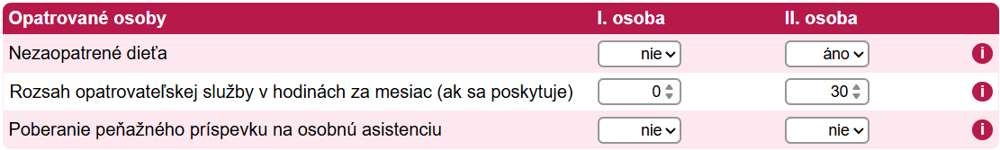 Opatrované osoby I. osoba II. osoba
Nezaopatrené dieťa nie áno i
Rozsah opatrovateľskej služby v hodinách za mesiac (ak sa poskytuje) 0 30 i
Poberanie peňažného príspevku na osobnú asistenciu nie nie i